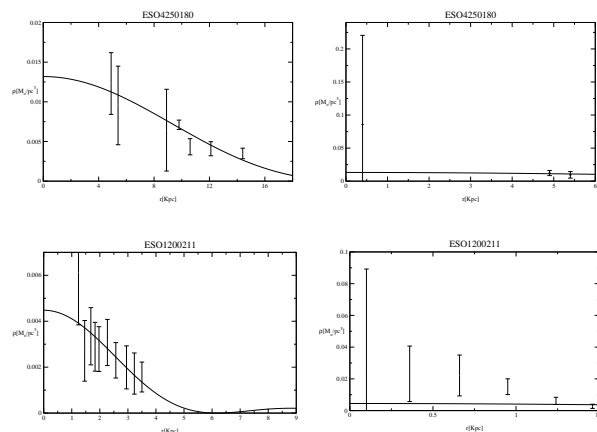 ESO4250180
0.02
0.015
ρ[M☉/pc³]
0.01
0.005
0
0 4 8 12 16
r[Kpc]
ESO4250180
0.2
0.15
ρ[M☉/pc³]
0.1
0.05
0
0 1 2 3 4 5 6
r[Kpc]
ESO1200211
0.006
0.004
ρ[M☉/pc³]
0.002
0
0 1 2 3 4 5 6 7 8 9
r[Kpc]
ESO1200211
0.1
0.08
0.06
ρ[M☉/pc³]
0.04
0.02
0
0.5 1
r[Kpc]